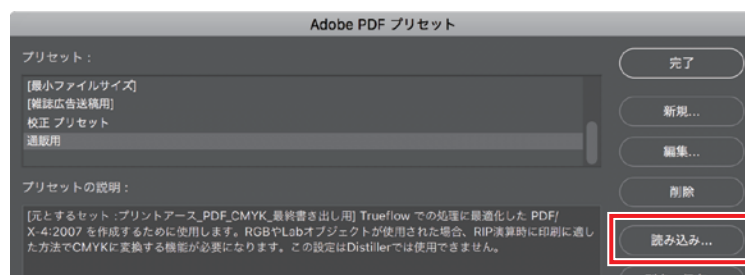 Adobe PDF プリセット
プリセット：
完了
[最小ファイルサイズ]
[雑誌広告送稿用]
校正 プリセット
通販用
新規...
編集...
プリセットの説明：
削除
[元とするセット :プリントアース_PDF_CMYK_最終書き出し用] Trueflow での処理に最適化した PDF/
X-4:2007 を作成するために使用します。RGBやLabオブジェクトが使用された場合、RIP演算時に印刷に適し
た方法でCMYKに変換する機能が必要になります。この設定はDistillerでは使用できません。
読み込み...